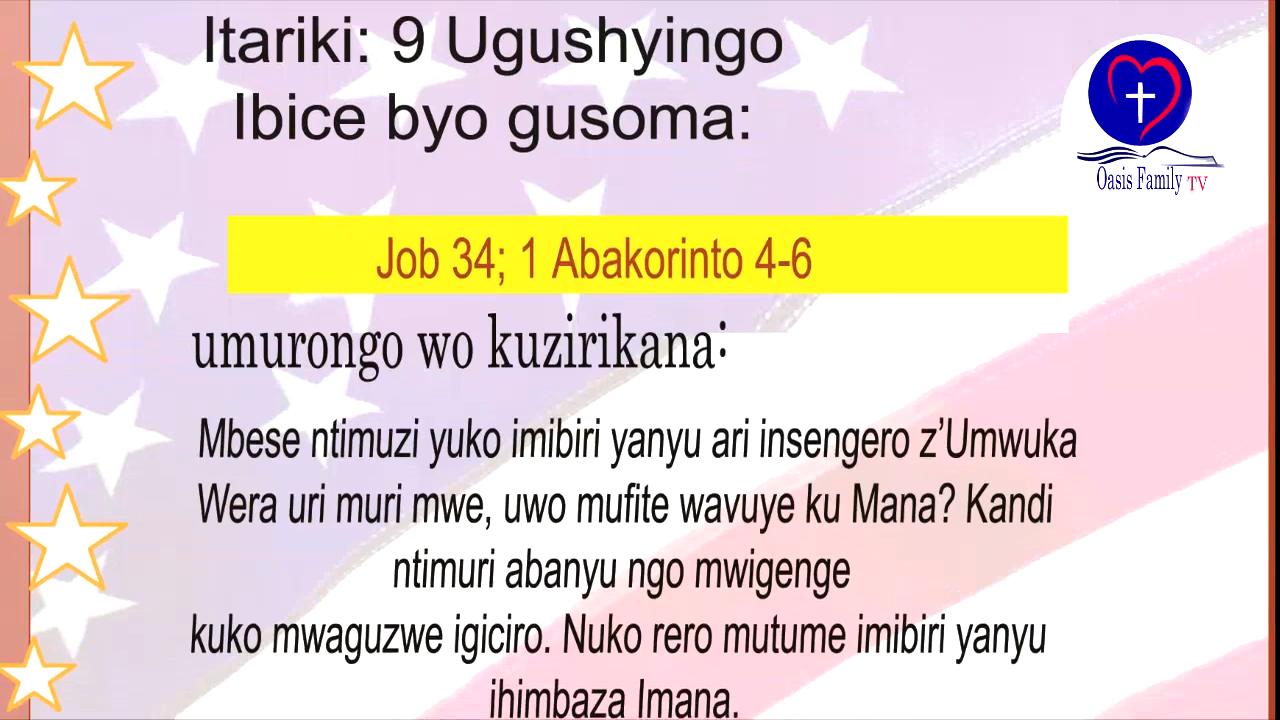 Itariki: 9 Ugushyingo
Ibice byo gusoma:
Oasis Family TV
Job 34; 1 Abakorinto 4-6
umurongo wo kuzirikana:
Mbese ntimuzi yuko imibiri yanyu ari insengero z’Umwuka
Wera uri muri mwe, uwo mufite wavuye ku Mana? Kandi
ntimuri abanyu ngo mwigenge
kuko mwaguzwe igiciro. Nuko rero mutume imibiri yanyu
ihimbaza Imana.